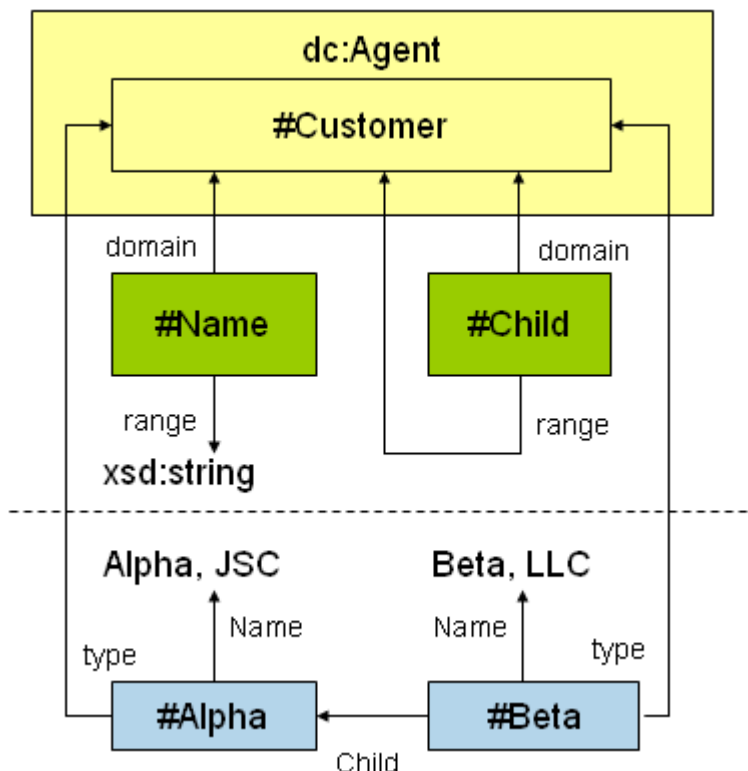 dc:Agent
#Customer
domain
domain
#Name
#Child
range
range
xsd:string
Alpha, JSC
Beta, LLC
Name
Name
type
type
#Alpha
#Beta
Child